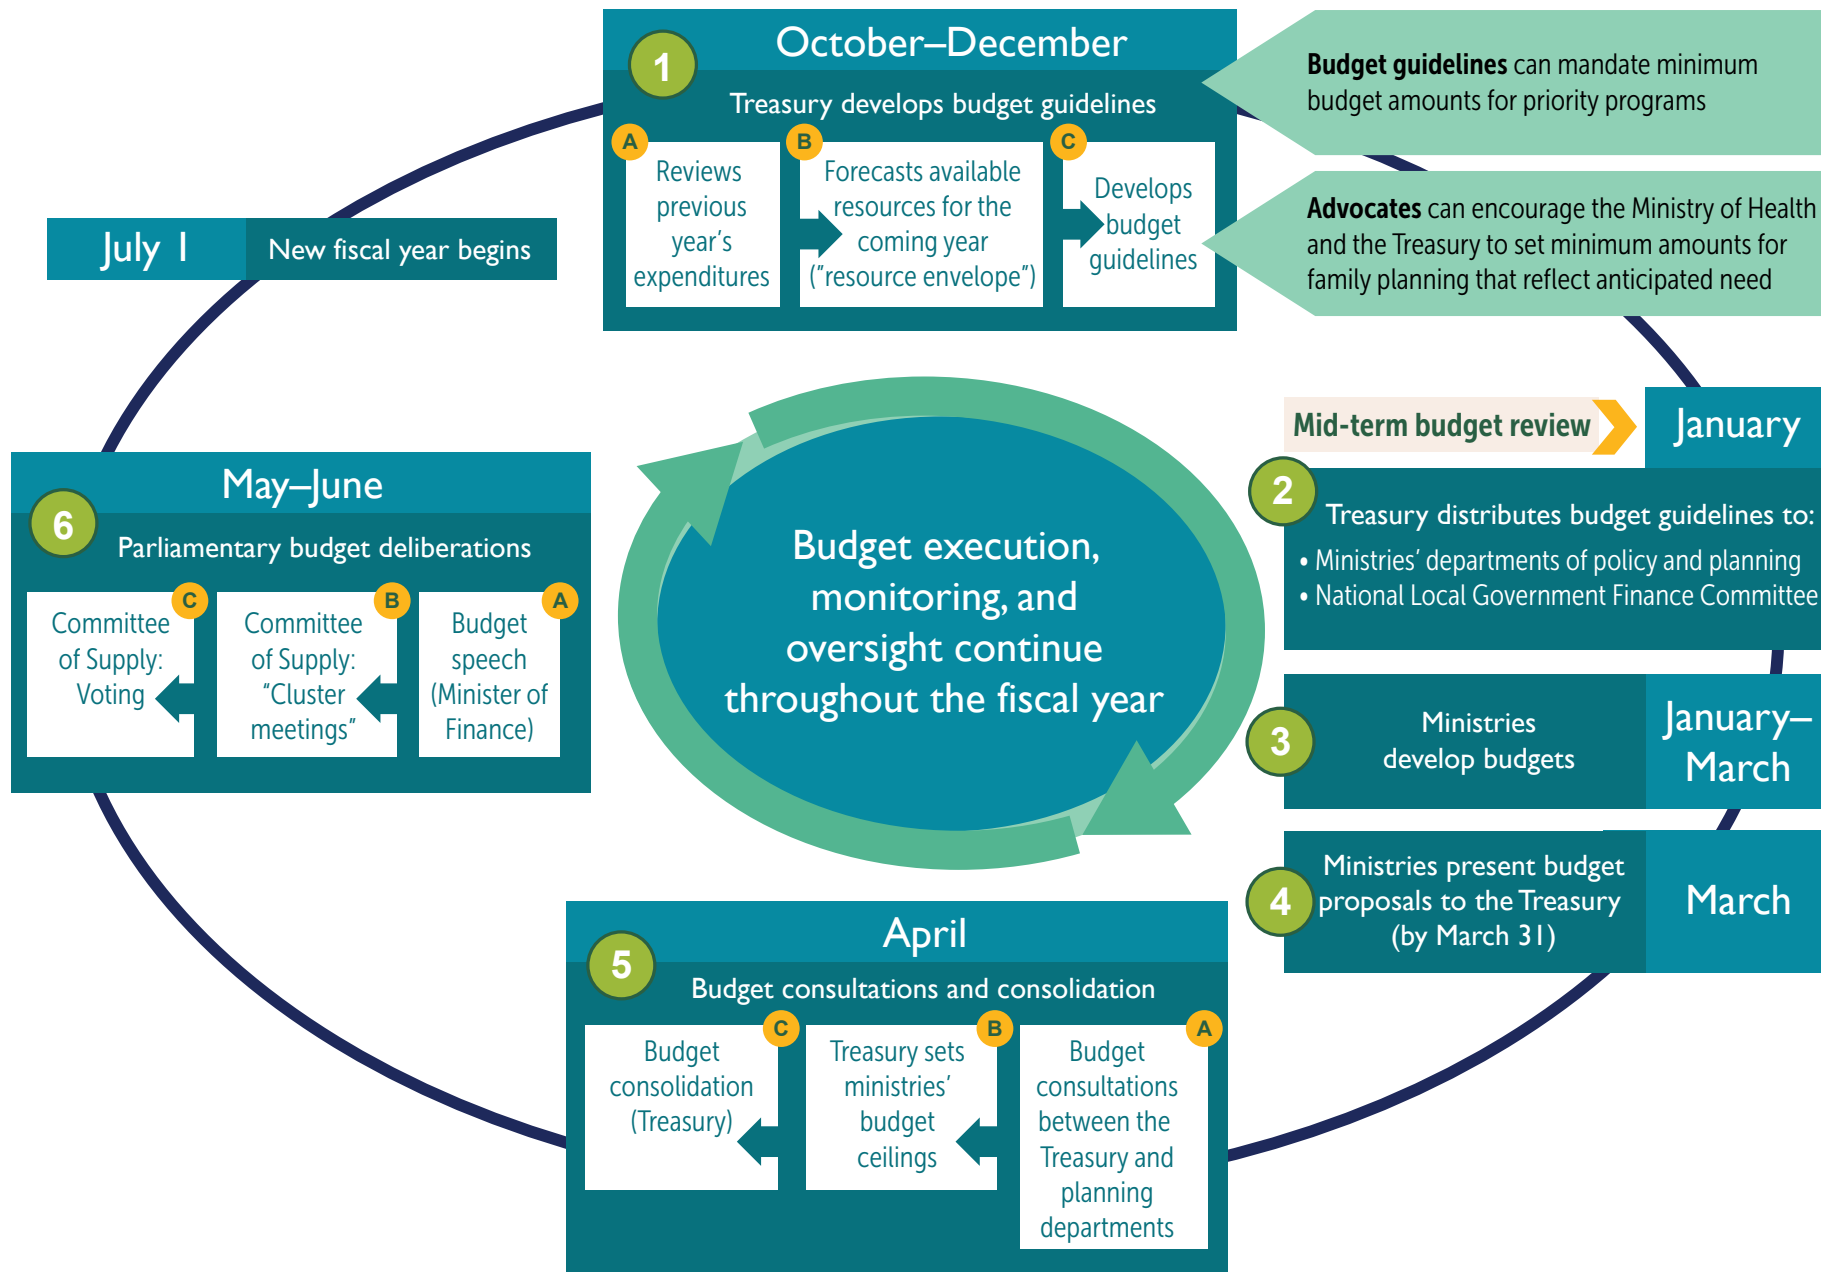 1
October–December
Treasury develops budget guidelines
A
Reviews
previous
year’s
expenditures
B
Forecasts available
resources for the
coming year
(”resource envelope”)
C
Develops
budget
guidelines
Budget guidelines can mandate minimum
budget amounts for priority programs
Advocates can encourage the Ministry of Health
and the Treasury to set minimum amounts for
family planning that reflect anticipated need
July 1
New fiscal year begins
Mid-term budget review
January
2
Treasury distributes budget guidelines to:
• Ministries’ departments of policy and planning
• National Local Government Finance Committee
3
Ministries
develop budgets
January–
March
4
Ministries present budget
proposals to the Treasury
(by March 31)
March
5
April
Budget consultations and consolidation
A
Budget
consultations
between the
Treasury and
planning
departments
B
Treasury sets
ministries’
budget
ceilings
C
Budget
consolidation
(Treasury)
6
May–June
Parliamentary budget deliberations
A
Budget
speech
(Minister of
Finance)
B
Committee
of Supply:
“Cluster
meetings”
C
Committee
of Supply:
Voting
Budget execution,
monitoring, and
oversight continue
throughout the fiscal year